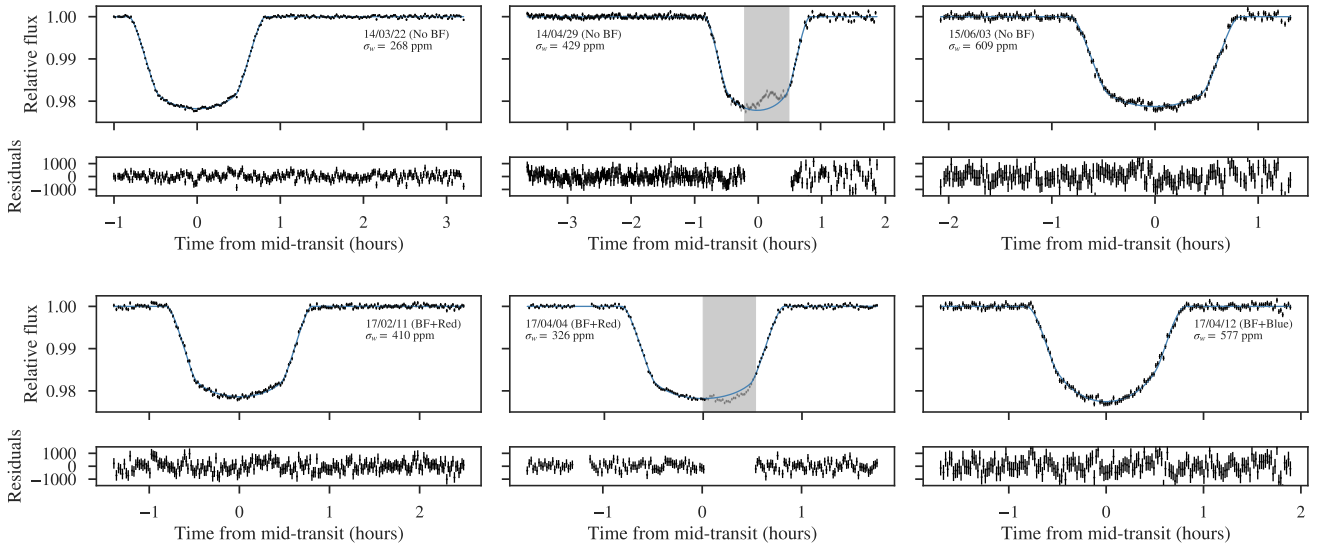 1.00
0.99
0.98
Relative flux
14/03/22 (No BF)
σw = 268 ppm
14/04/29 (No BF)
σw = 429 ppm
15/06/03 (No BF)
σw = 609 ppm
1000
0
−1000
Residuals
−1 0 1 2 3
−3 −2 −1 0 1 2
−2 −1 0 1
Time from mid-transit (hours)
Time from mid-transit (hours)
Time from mid-transit (hours)
1.00
0.99
0.98
Relative flux
17/02/11 (BF+Red)
σw = 410 ppm
17/04/04 (BF+Red)
σw = 326 ppm
17/04/12 (BF+Blue)
σw = 577 ppm
1000
0
−1000
Residuals
−1 0 1 2
−1 0 1
−1 0 1 2
Time from mid-transit (hours)
Time from mid-transit (hours)
Time from mid-transit (hours)